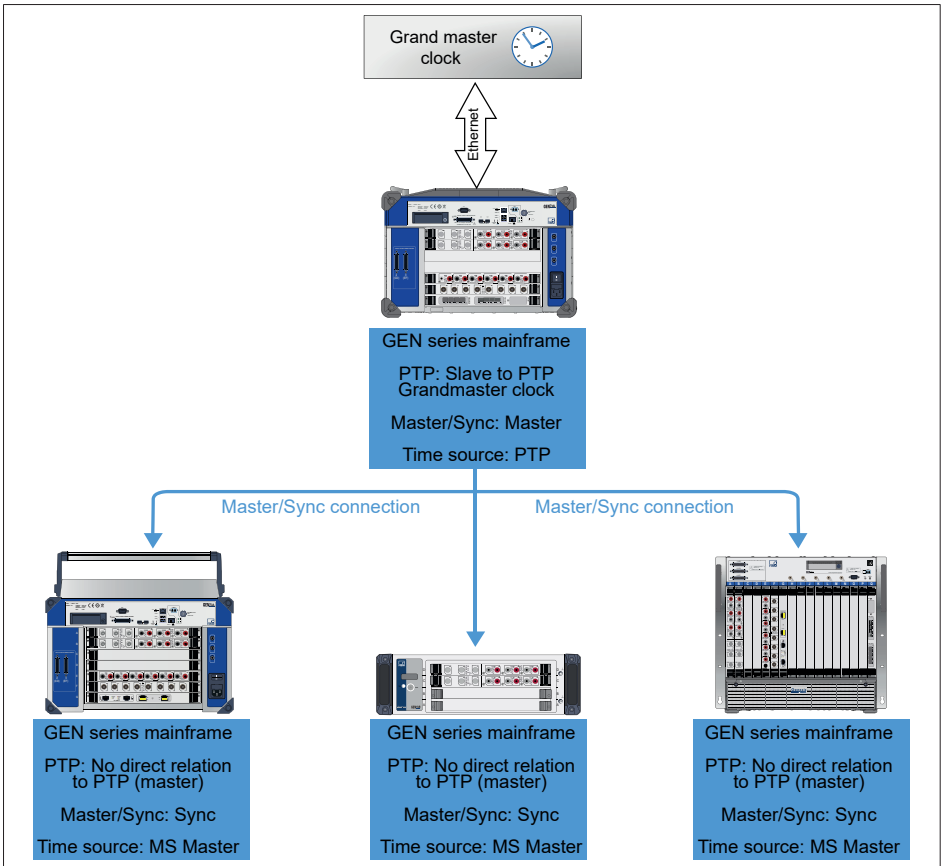 Grand master
clock
Ethernet
GEN series mainframe
PTP: Slave to PTP
Grandmaster clock
Master/Sync: Master
Time source: PTP
Master/Sync connection
Master/Sync connection
GEN series mainframe
PTP: No direct relation
to PTP (master)
Master/Sync: Sync
Time source: MS Master
GEN series mainframe
PTP: No direct relation
to PTP (master)
Master/Sync: Sync
Time source: MS Master
GEN series mainframe
PTP: No direct relation
to PTP (master)
Master/Sync: Sync
Time source: MS Master